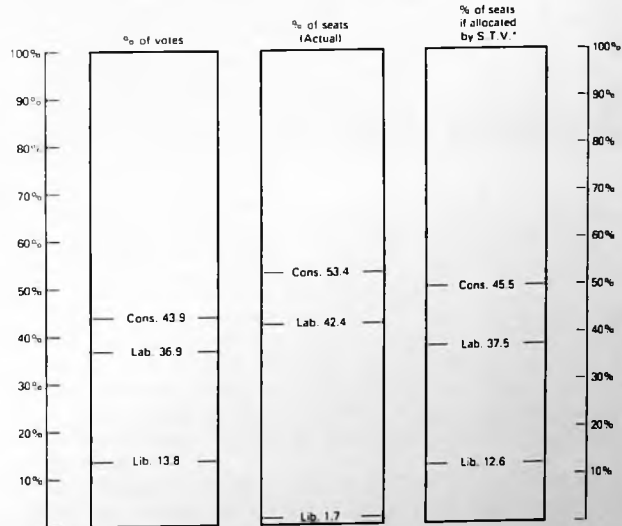 % of votes
% of seats
(Actual)
% of seats
if allocated
by S.T.V.*
100%
90%
80%
70%
60%
50%
40%
30%
20%
10%
Cons. 43.9
Lab. 36.9
Lib. 13.8
Cons. 53.4
Lab. 42.4
Lib. 1.7
Cons. 45.5
Lab. 37.5
Lib. 12.6
100%
90%
80%
70%
60%
50%
40%
30%
20%
10%